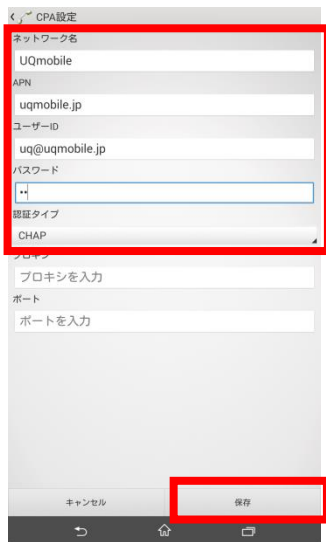 CPA設定
ネットワーク名
UQmobile
APN
uqmobile.jp
ユーザーID
uq@uqmobile.jp
パスワード
••
認証タイプ
CHAP
プロキシ
プロキシを入力
ポート
ポートを入力
キャンセル
保存